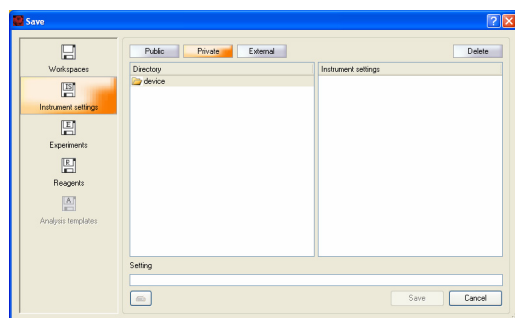 Save
Workspaces
IS
Instrument settings
E
Experiments
R
Reagents
A
Analysis templates
Public
Private
External
Delete
Directory
Instrument settings
device
Setting
Save
Cancel